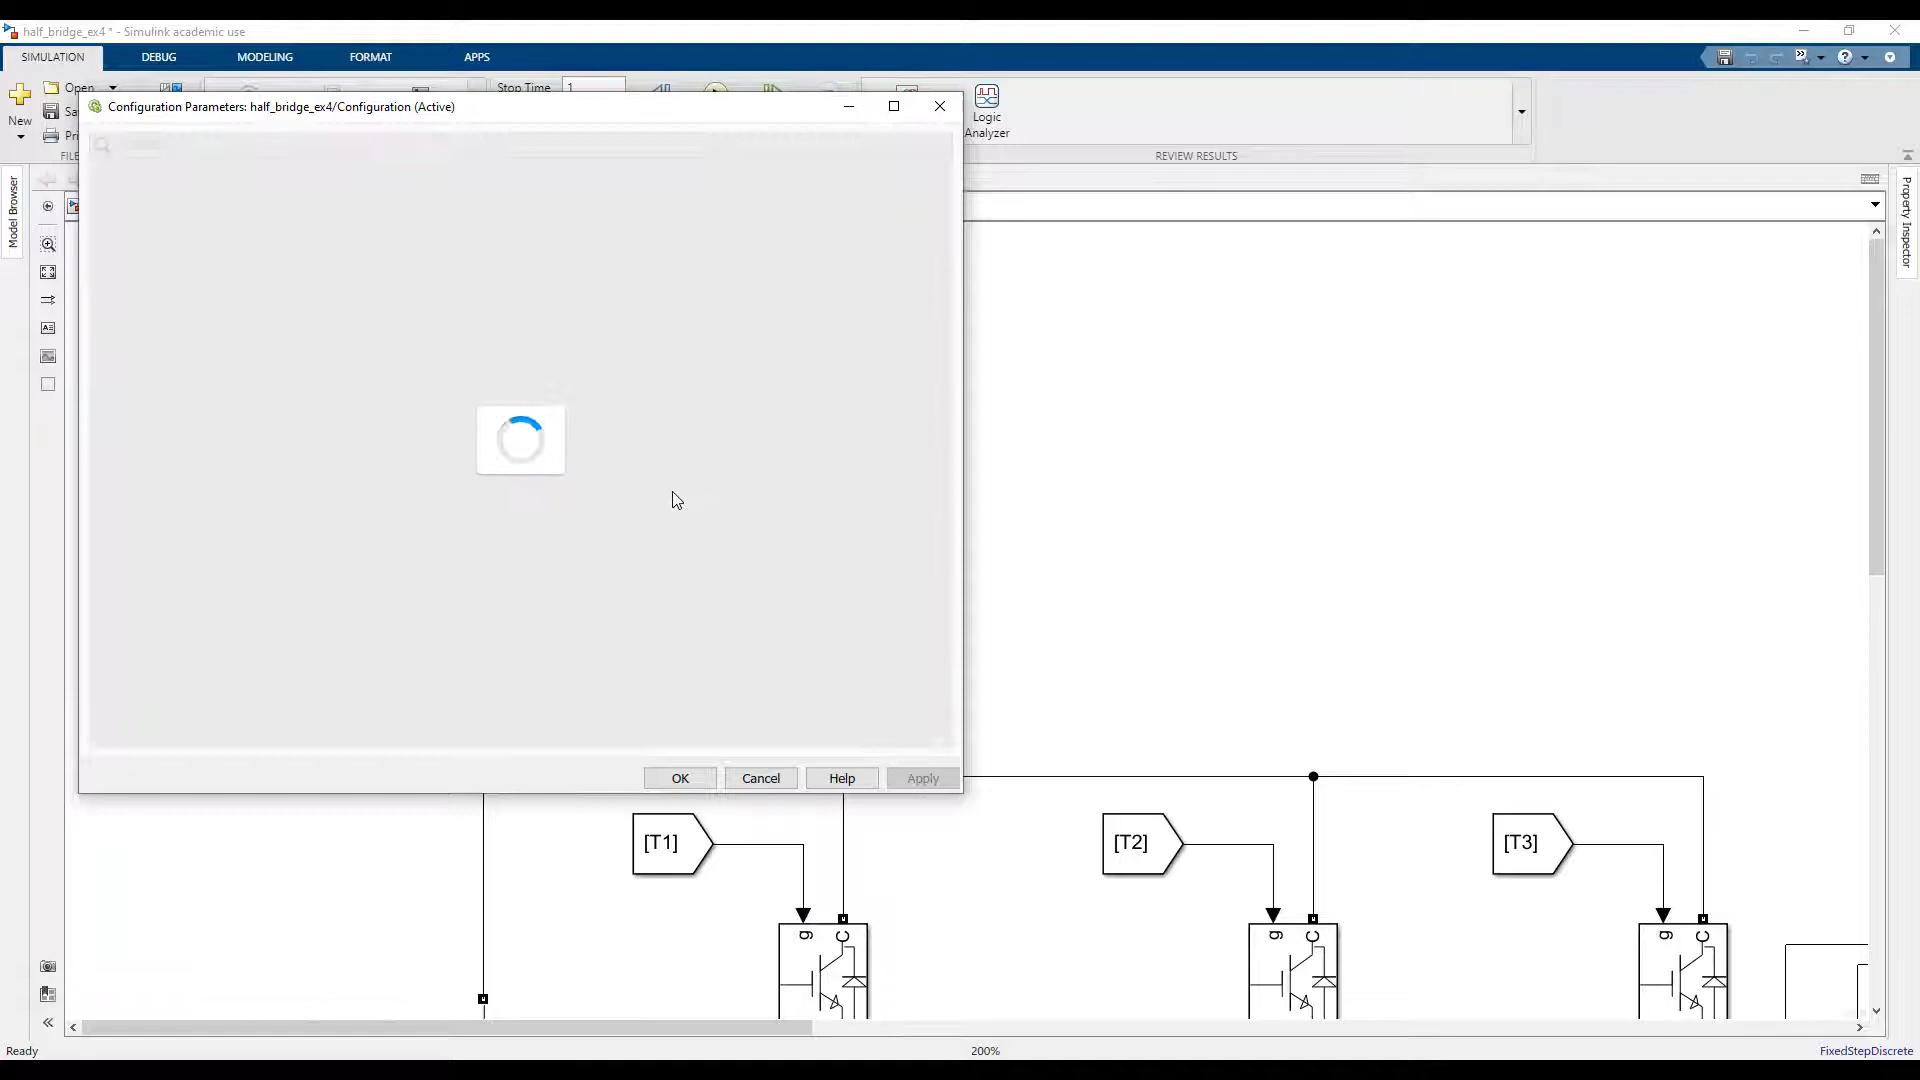 half_bridge_ex4 * - Simulink academic use
SIMULATION
DEBUG
MODELING
FORMAT
APPS
New
Open
Stop Time
1
Logic
Analyzer
FILE
REVIEW RESULTS
Configuration Parameters: half_bridge_ex4/Configuration (Active)
Model Browser
Property Inspector
OK
Cancel
Help
Apply
[T1]
[T2]
[T3]
g
C
g
C
g
C
Ready
200%
FixedStepDiscrete